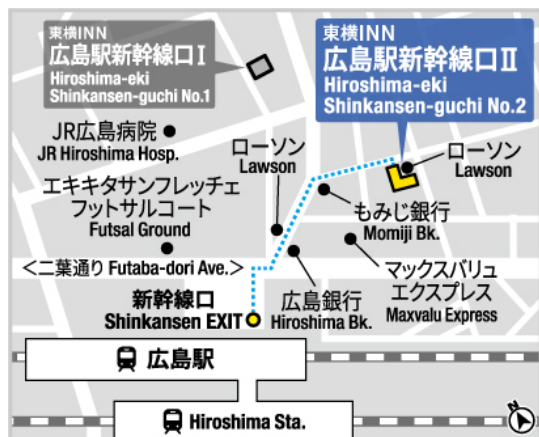 東横INN
広島駅新幹線口Ⅰ
Hiroshima-eki
Shinkansen-guchi No.1
東横INN
広島駅新幹線口Ⅱ
Hiroshima-eki
Shinkansen-guchi No.2
JR広島病院
JR Hiroshima Hosp.
ローソン
Lawson
ローソン
Lawson
エキキタサンフレッチェ
フットサルコート
Futsal Ground
もみじ銀行
Momiji Bk.
<二葉通り Futaba-dori Ave.>
マックスバリュ
エクスプレス
Maxvalu Express
新幹線口
Shinkansen EXIT
広島銀行
Hiroshima Bk.
広島駅
Hiroshima Sta.
N